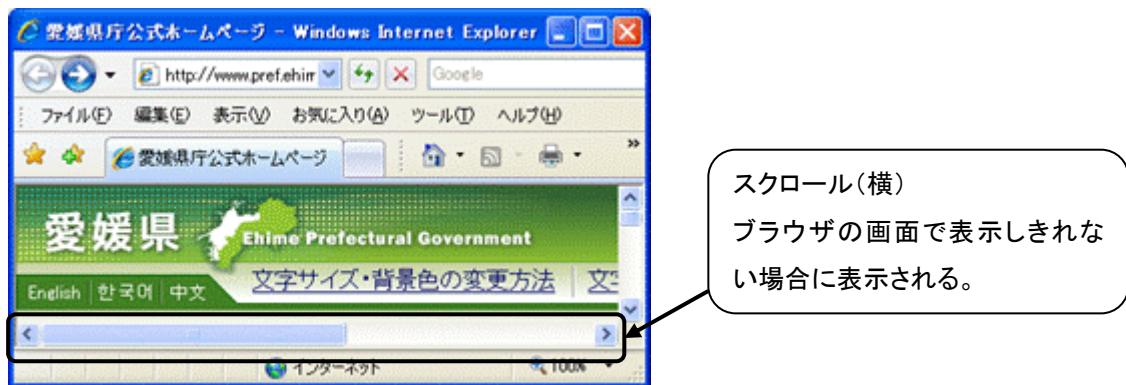 愛媛県庁公式ホームページ - Windows Internet Explorer
http://www.pref.ehim
Google
ファイル(F) 編集(E) 表示(V) お気に入り(A) ツール(T) ヘルプ(H)
愛媛県庁公式ホームページ
»
愛媛県 Ehime Prefectural Government
文字サイズ・背景色の変更方法
English 한국어 中文
インターネット 100%
スクロール(横)
ブラウザの画面で表示しきれな
い場合に表示される。